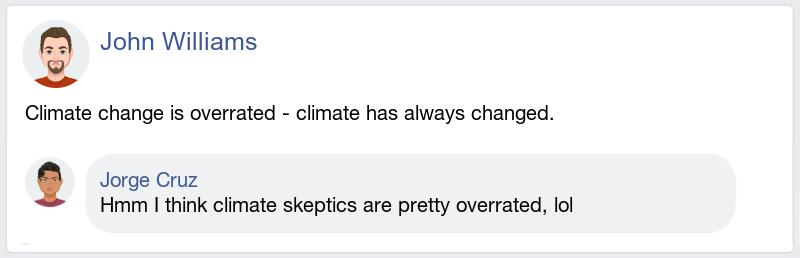 John Williams
Climate change is overrated - climate has always changed.
Jorge Cruz
Hmm I think climate skeptics are pretty overrated, lol